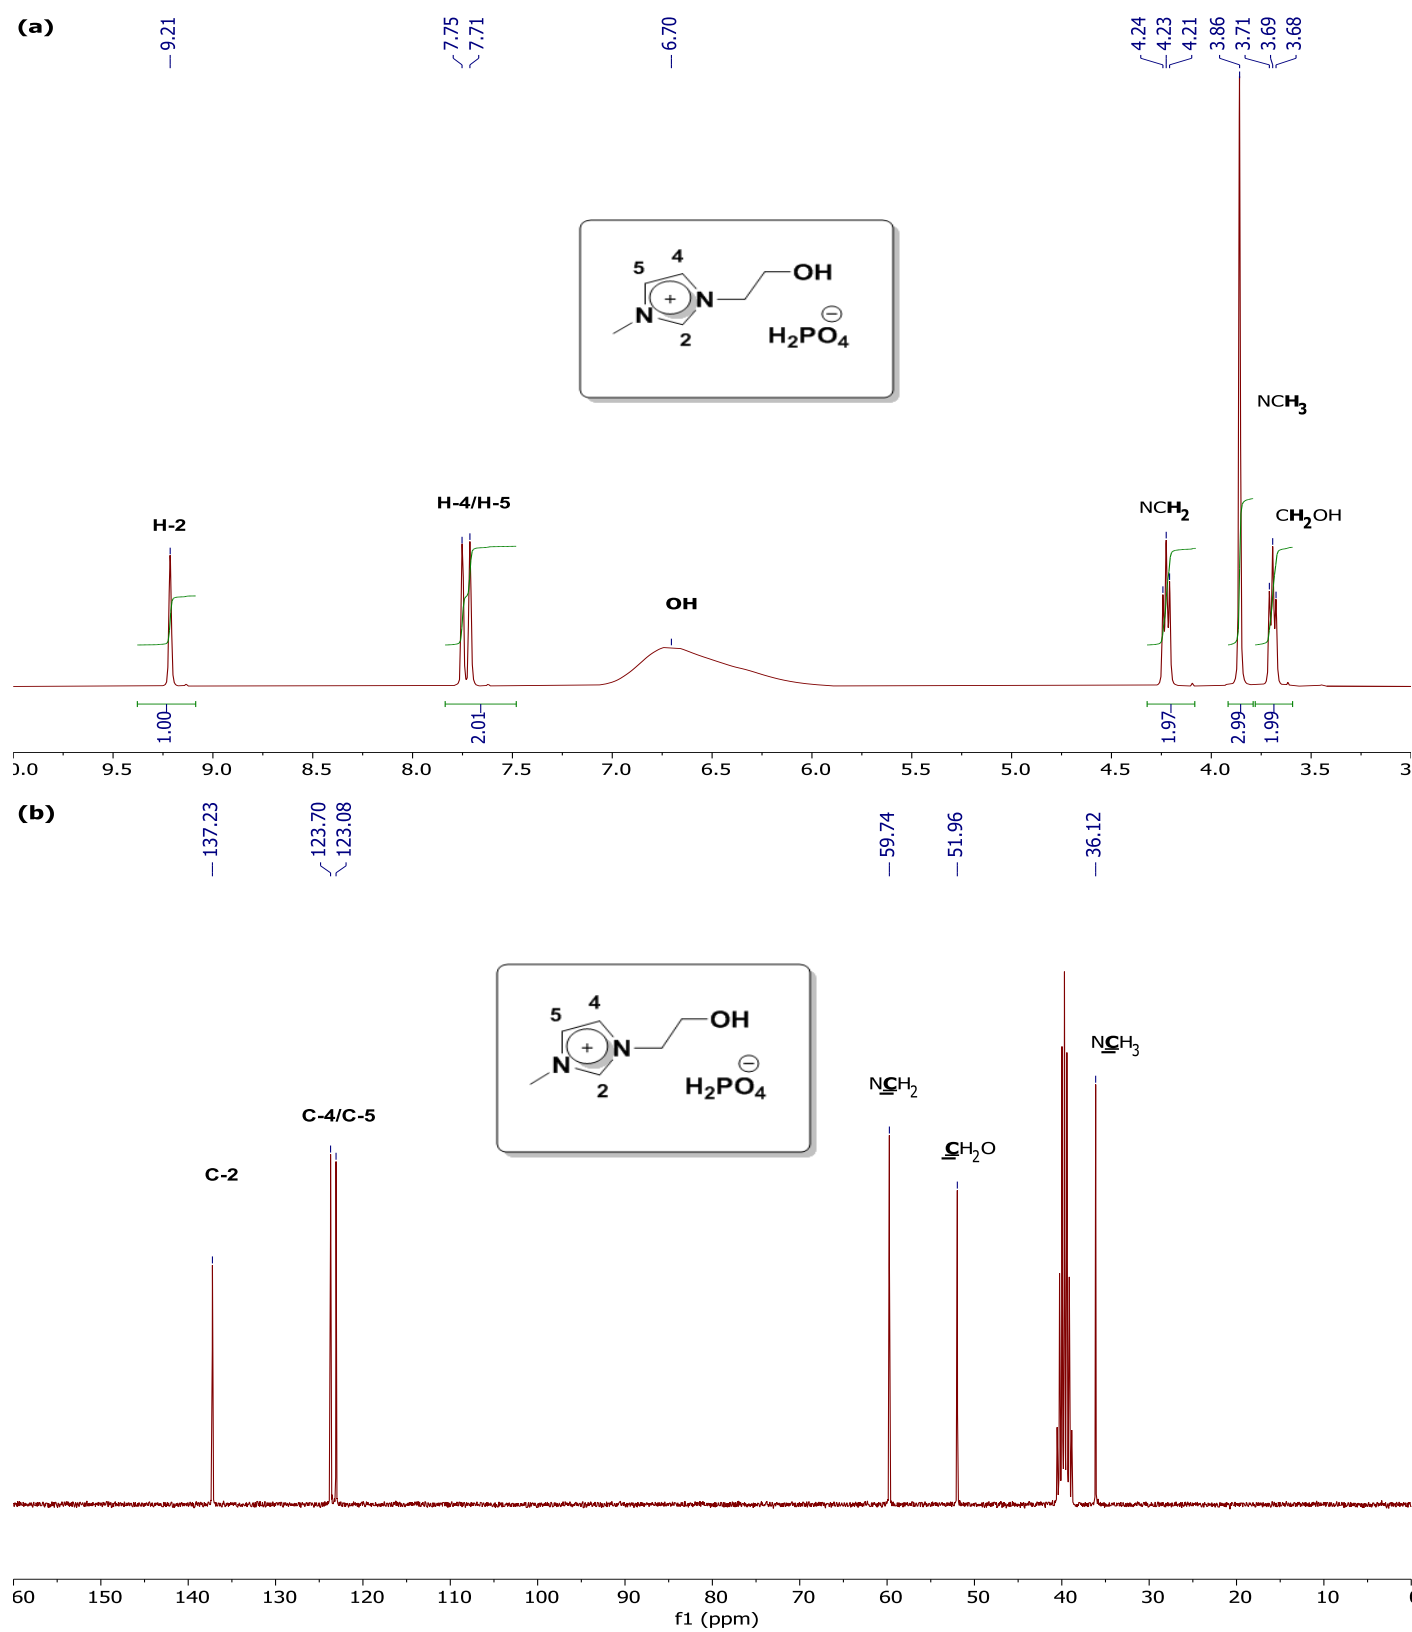 (a)
9.21
7.75
7.71
6.70
4.24
4.23
4.21
3.86
3.71
3.69
3.68
4
5
OH
N
+
N
H₂PO₄⊖
2
NCH₃
H-4/H-5
NCH₂
CH₂OH
H-2
OH
1.00
2.01
1.97
2.99
1.99
0.0 9.5 9.0 8.5 8.0 7.5 7.0 6.5 6.0 5.5 5.0 4.5 4.0 3.5 3
(b)
137.23
123.70
123.08
59.74
51.96
36.12
4
5
OH
N
+
N
H₂PO₄⊖
2
NCH₃
NCH₂
C-4/C-5
CH₂O
C-2
60 150 140 130 120 110 100 90 80 70 60 50 40 30 20 10 0
f1 (ppm)